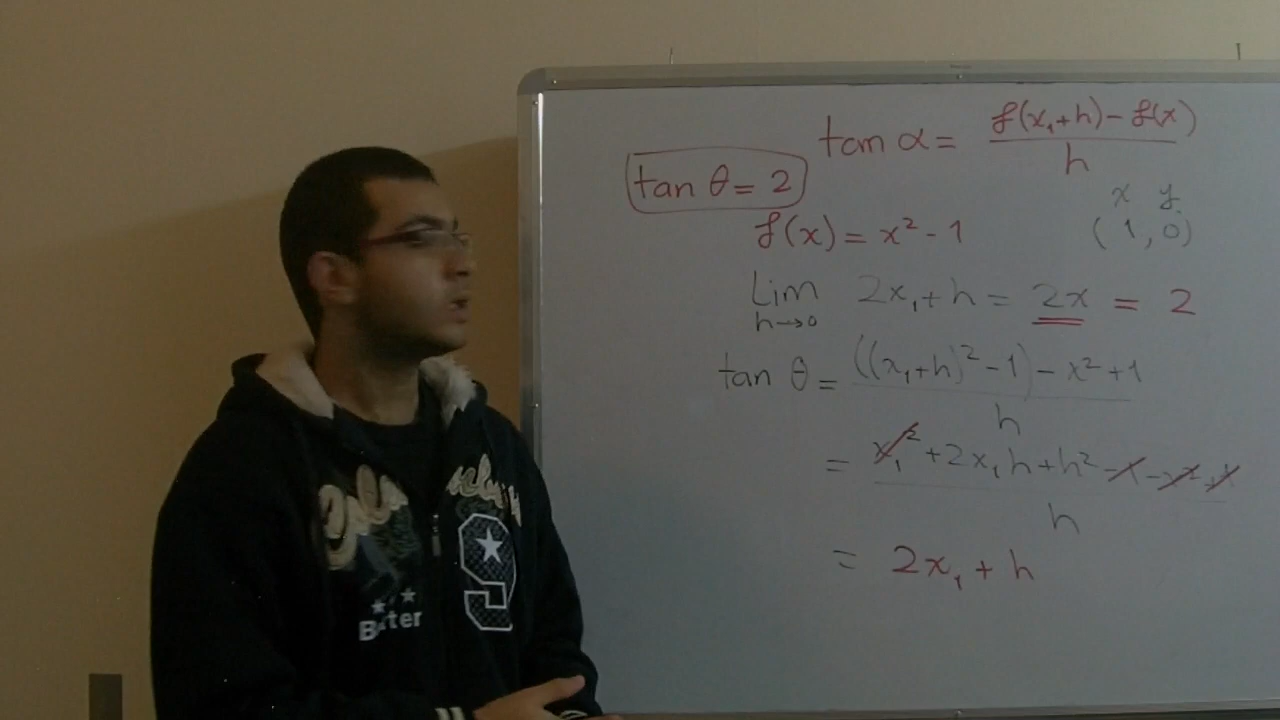 tan α = f(x₁+h) - f(x) / h
tan θ = 2
x y
f(x) = x² - 1
(1, 0)
Lim h→0 2x₁ + h = 2x = 2
tan θ = ((x₁+h)² - 1) - x² + 1 / h
= x₁² + 2x₁h + h² - 1 - x² + 1 / h
= 2x₁ + h
9